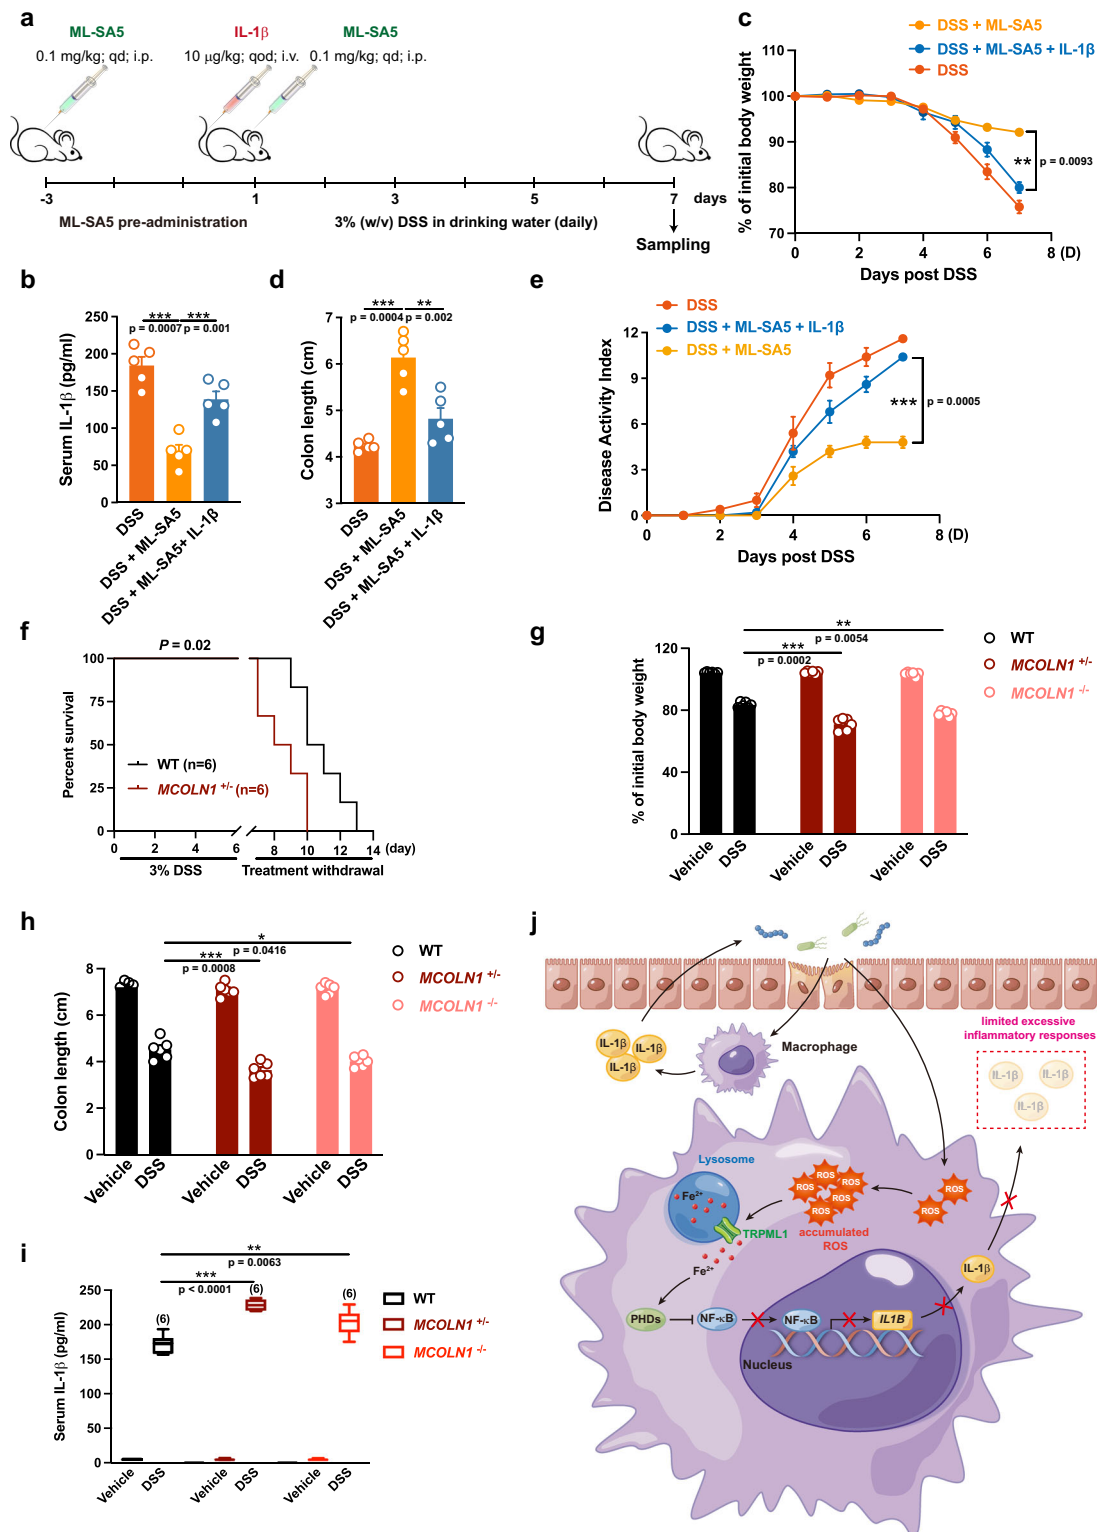 a
ML-SA5
0.1 mg/kg; qd; i.p.
IL-1β
10 μg/kg; qod; i.v.
ML-SA5
0.1 mg/kg; qd; i.p.
-3
1
3
5
7
days
ML-SA5 pre-administration
3% (w/v) DSS in drinking water (daily)
Sampling
c
DSS + ML-SA5
DSS + ML-SA5 + IL-1β
DSS
% of initial body weight
110
100
90
80
70
**
p = 0.0093
0
2
4
6
8 (D)
Days post DSS
b
Serum IL-1β (pg/ml)
250
200
150
100
50
0
***
***
p = 0.0007
p = 0.001
DSS
DSS + ML-SA5
DSS + ML-SA5+ IL-1β
d
Colon length (cm)
7
6
5
4
3
***
**
p = 0.0004
p = 0.002
DSS
DSS + ML-SA5
DSS + ML-SA5 + IL-1β
e
DSS
DSS + ML-SA5 + IL-1β
DSS + ML-SA5
Disease Activity Index
12
9
6
3
0
***
p = 0.0005
0
2
4
6
8 (D)
Days post DSS
f
P = 0.02
Percent survival
100
75
50
25
0
WT (n=6)
MCOLN1 +/- (n=6)
0
2
4
6
8
10
12
14 (day)
3% DSS
Treatment withdrawal
g
% of initial body weight
120
80
40
0
**
p = 0.0054
***
p = 0.0002
WT
MCOLN1 +/-
MCOLN1 -/-
Vehicle
DSS
Vehicle
DSS
Vehicle
DSS
h
Colon length (cm)
8
6
4
2
0
*
p = 0.0416
***
p = 0.0008
WT
MCOLN1 +/-
MCOLN1 -/-
Vehicle
DSS
Vehicle
DSS
Vehicle
DSS
i
Serum IL-1β (pg/ml)
250
200
150
100
50
0
**
p = 0.0063
***
p < 0.0001
(6)
(6)
(6)
WT
MCOLN1 +/-
MCOLN1 -/-
Vehicle
DSS
Vehicle
DSS
Vehicle
DSS
j
IL-1β
IL-1β
IL-1β
Macrophage
limited excessive
inflammatory responses
IL-1β
IL-1β
IL-1β
Lysosome
Fe2+
TRPML1
Fe2+
ROS
ROS
ROS
ROS
ROS
accumulated
ROS
ROS
ROS
IL-1β
PHDs
NF-κB
NF-κB
IL1B
Nucleus